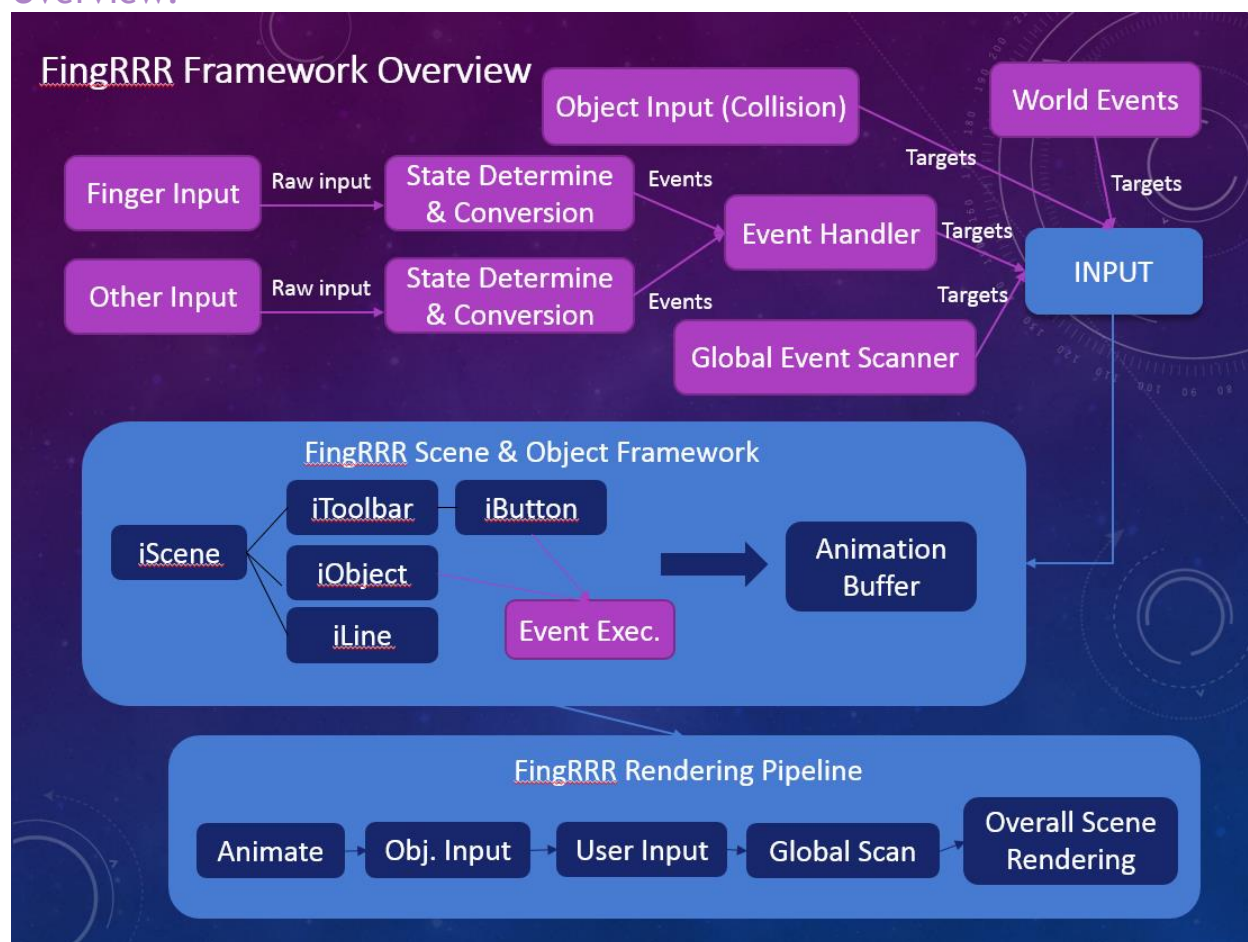 Overview:
FingRRR Framework Overview
Object Input (Collision)
World Events
Targets
Targets
Finger Input
Raw input
State Determine
& Conversion
Events
Event Handler
Targets
INPUT
Other Input
Raw input
State Determine
& Conversion
Events
Targets
Global Event Scanner
FingRRR Scene & Object Framework
iScene
iToolbar
iButton
iObject
iLine
Event Exec.
Animation
Buffer
FingRRR Rendering Pipeline
Animate
Obj. Input
User Input
Global Scan
Overall Scene
Rendering